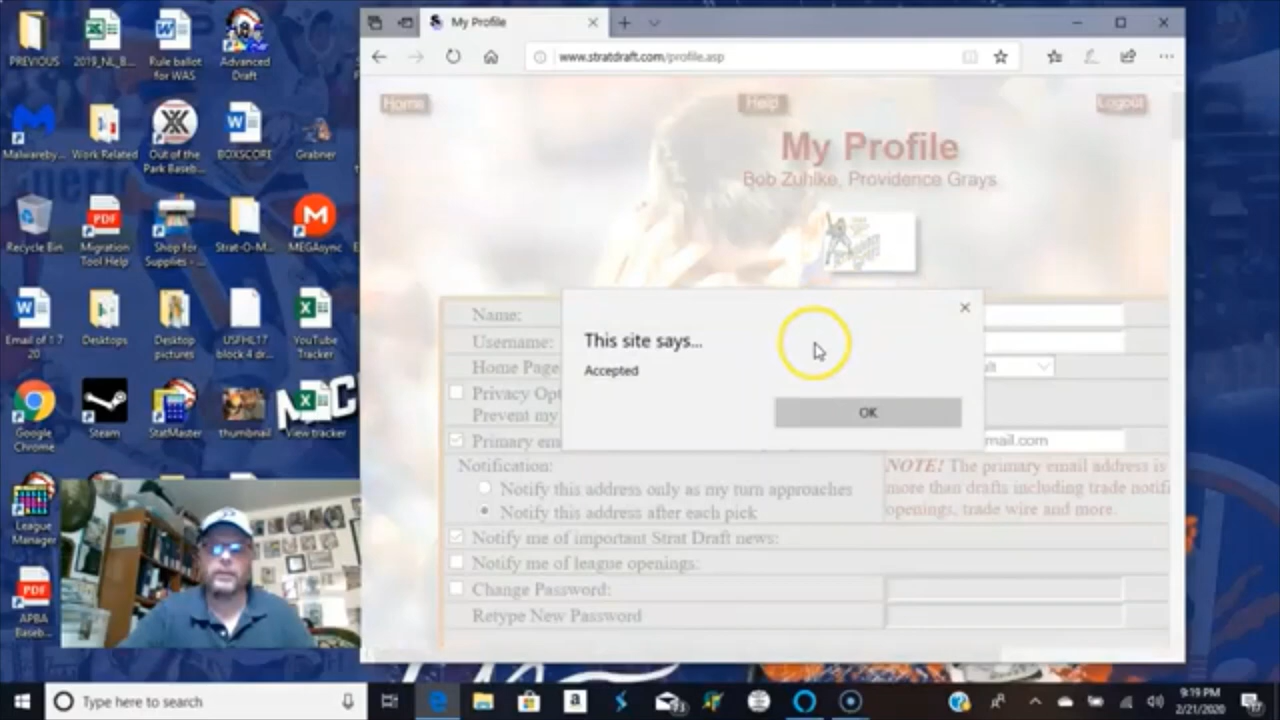 PREVIOUS
2019_NL_B...
Rule ballot for WAS
Advanced Draft
Malwareby...
Work Related
Out of the Park Baseb...
BOXSCORE
Grabner
Recycle Bin
Migration Tool Help
Shop for Supplies - ...
Strat-O-M...
MEGAsync
Email of 1 7 20
Desktops
Desktop pictures
USFHL17 block 4 dr...
YouTube Tracker
Google Chrome
Steam
StatMaster
thumbnail
View tracker
League Manager
APBA Baseb...
My Profile
www.stratdraft.com/profile.asp
Home
Help
Logout
My Profile
Bob Zuhlke, Providence Grays
Name:
Username:
Home Page
Privacy Opt
Prevent my
Primary em
mail.com
This site says...
Accepted
OK
Notification:
Notify this address only as my turn approaches
Notify this address after each pick
NOTE! The primary email address is
more than drafts including trade notifi
openings, trade wire and more.
Notify me of important Strat Draft news:
Notify me of league openings:
Change Password:
Retype New Password
Type here to search
9:19 PM
2/21/2020